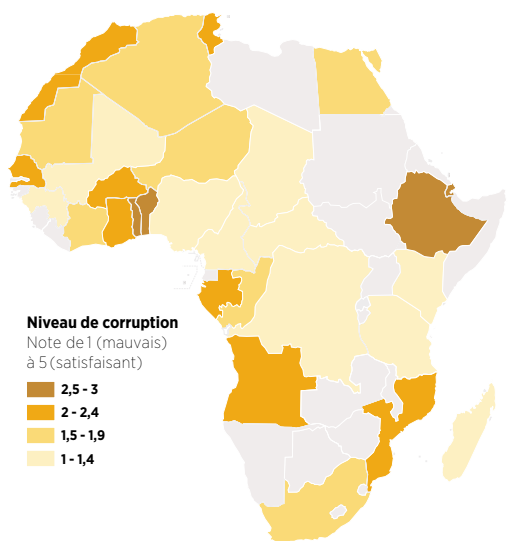 Niveau de corruption
Note de 1 (mauvais)
à 5 (satisfaisant)
2,5 - 3
2 - 2,4
1,5 - 1,9
1 - 1,4